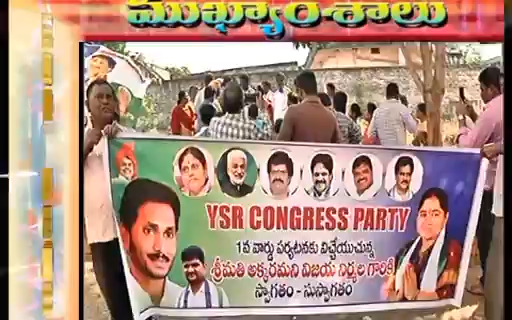 ముఖ్యాంశాలు
YSR CONGRESS PARTY
1వ వార్డు పర్యటనకు విచ్చేయుచున్న
శ్రీమతి అక్కరమని విజయ నిర్మల గారికి
స్వాగతం - సుస్వాగతం